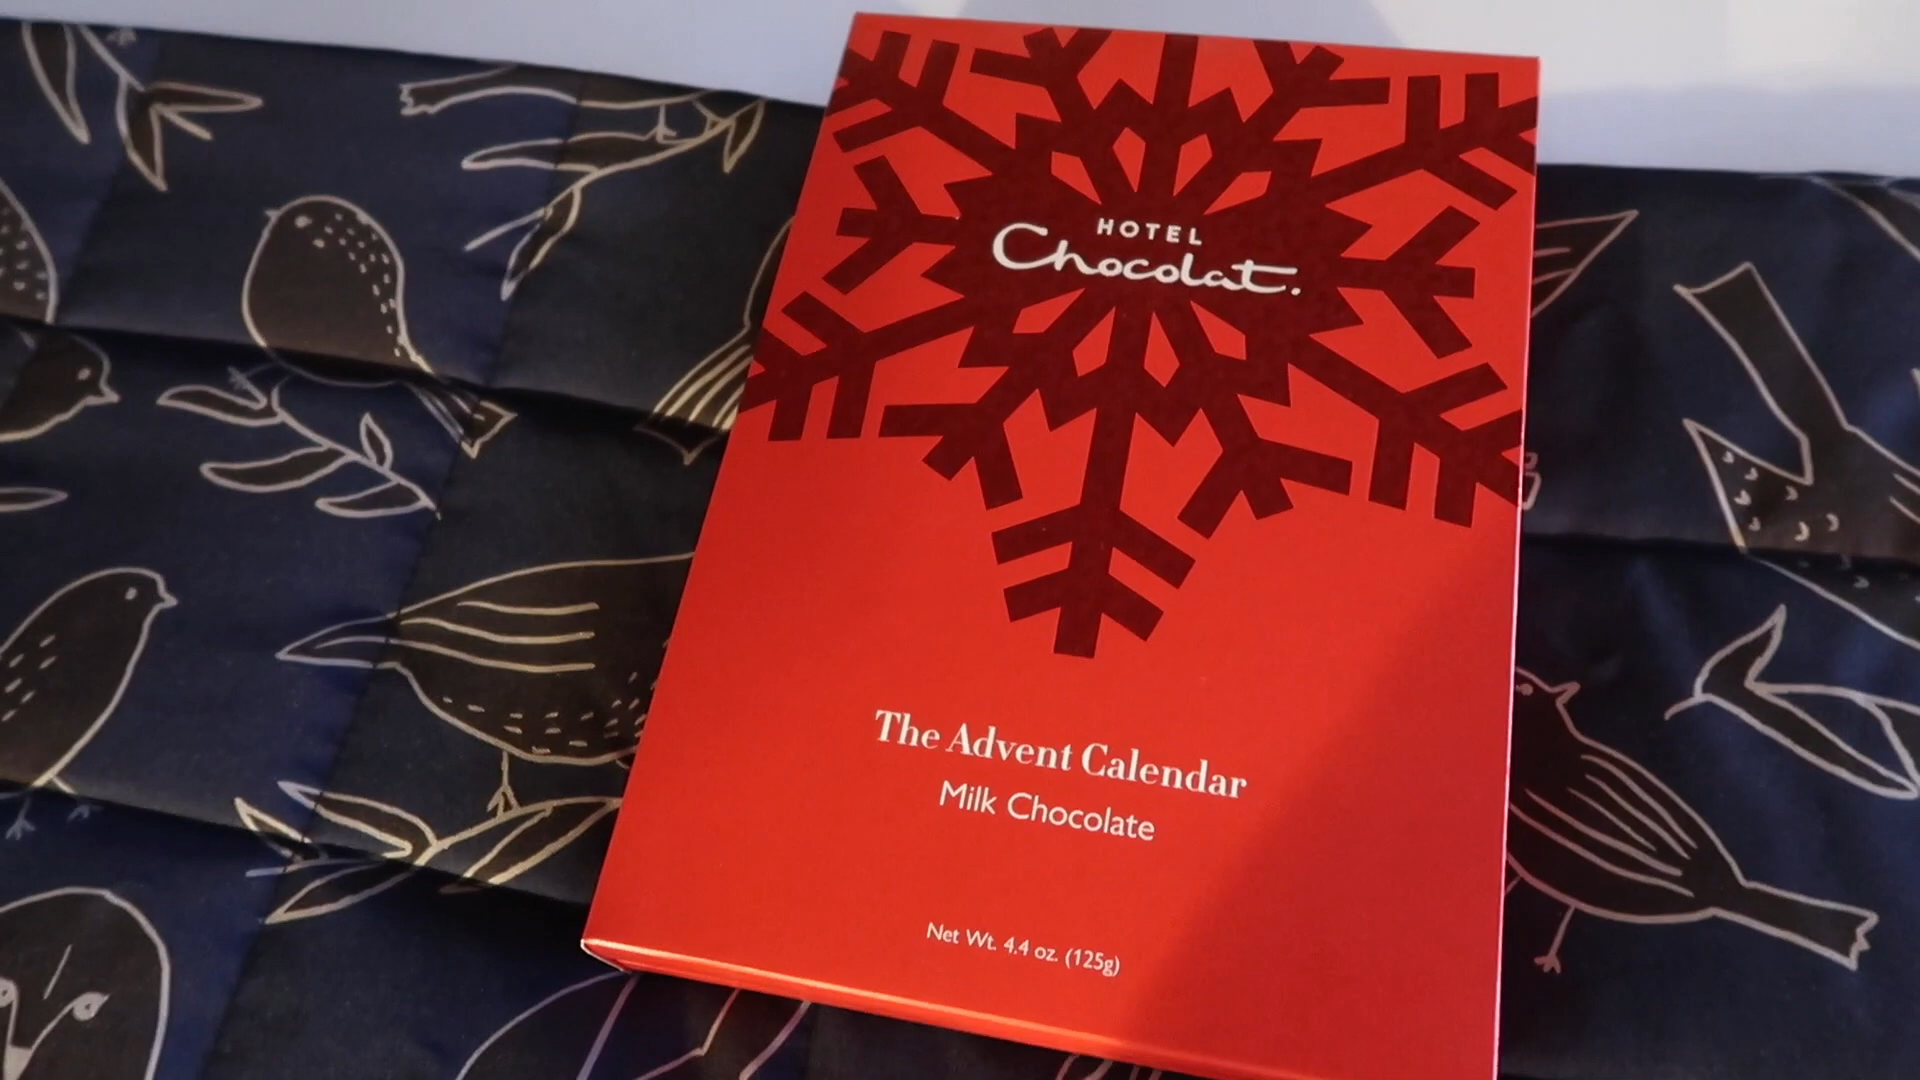 HOTEL
Chocolat.
The Advent Calendar
Milk Chocolate
Net Wt. 4.4 oz. (125g)